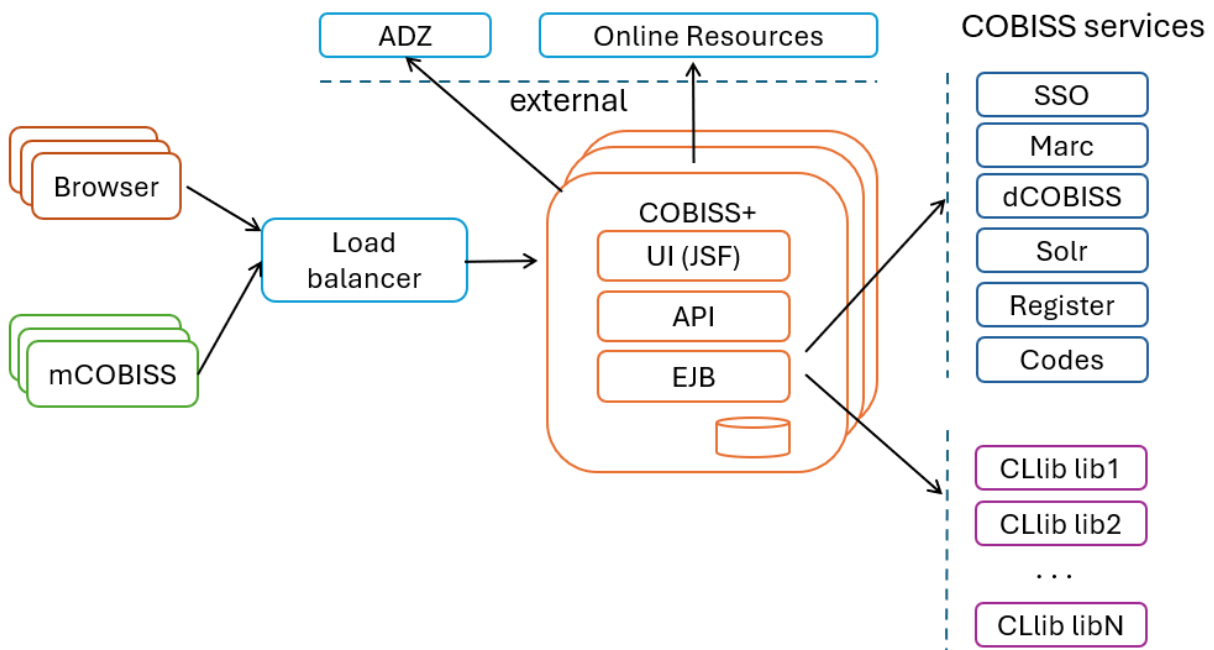 ADZ
Online Resources
COBISS services
external
SSO
Marc
dCOBISS
Solr
Register
Codes
Browser
mCOBISS
Load
balancer
COBISS+
UI (JSF)
API
EJB
CLlib lib1
CLlib lib2
...
CLlib libN